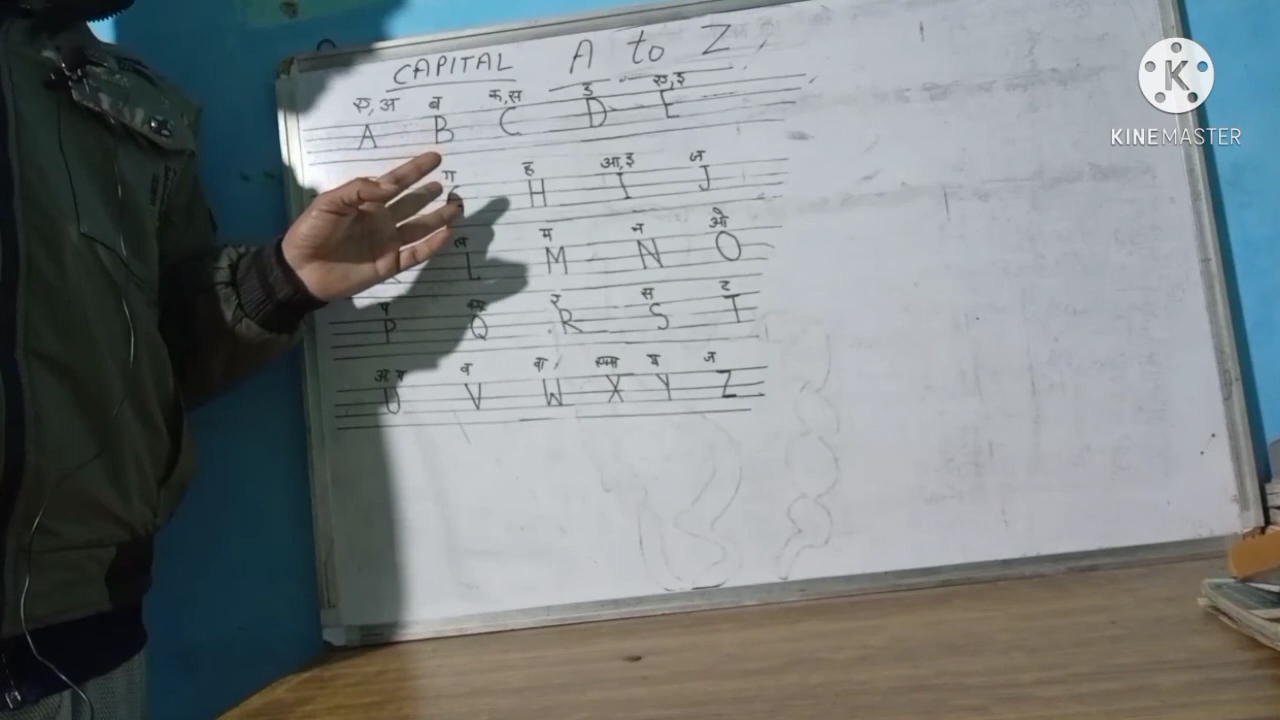 CAPITAL A to Z
ए,अ ब क,स ड ए,इ
A B C D E
ग ह आ,इ ज
G H I J
ल म न ओ
L M N O
प क्य र स ट
P Q R S T
अ व वा य ज
U V W X Y Z
KINEMASTER